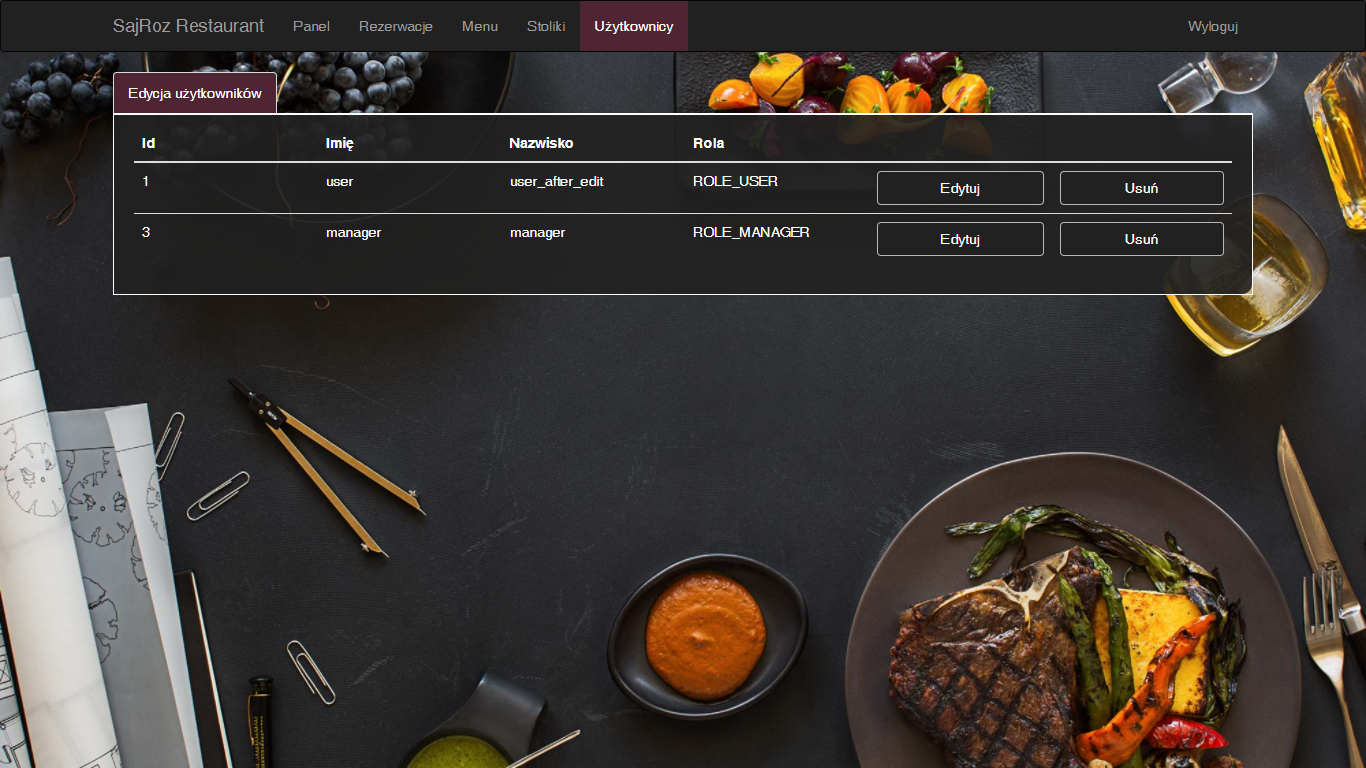 SajRoz Restaurant Panel Rezerwacje Menu Stoliki Użytkownicy Wyloguj
Edycja użytkowników
Id Imię Nazwisko Rola
1 user user_after_edit ROLE_USER Edytuj Usuń
3 manager manager ROLE_MANAGER Edytuj Usuń